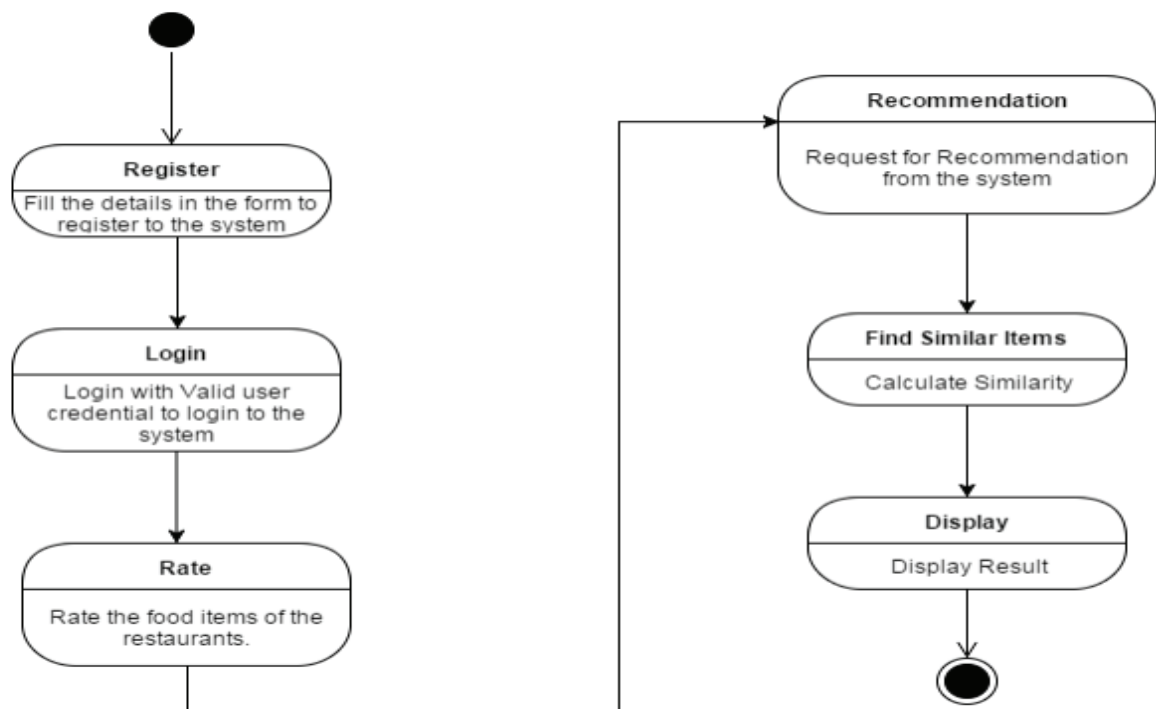 Register
Fill the details in the form to
register to the system
Login
Login with Valid user
credential to login to the
system
Rate
Rate the food items of the
restaurants.
Recommendation
Request for Recommendation
from the system
Find Similar Items
Calculate Similarity
Display
Display Result